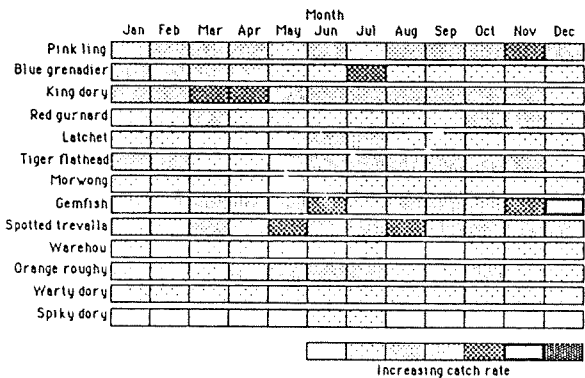 Month
Jan Feb Mar Apr May Jun Jul Aug Sep Oct Nov Dec
Pink ling
Blue grenadier
King dory
Red gurnard
Latchet
Tiger flathead
Morwong
Gemfish
Spotted trevalla
Warehou
Orange roughy
Warty dory
Spiky dory
Increasing catch rate